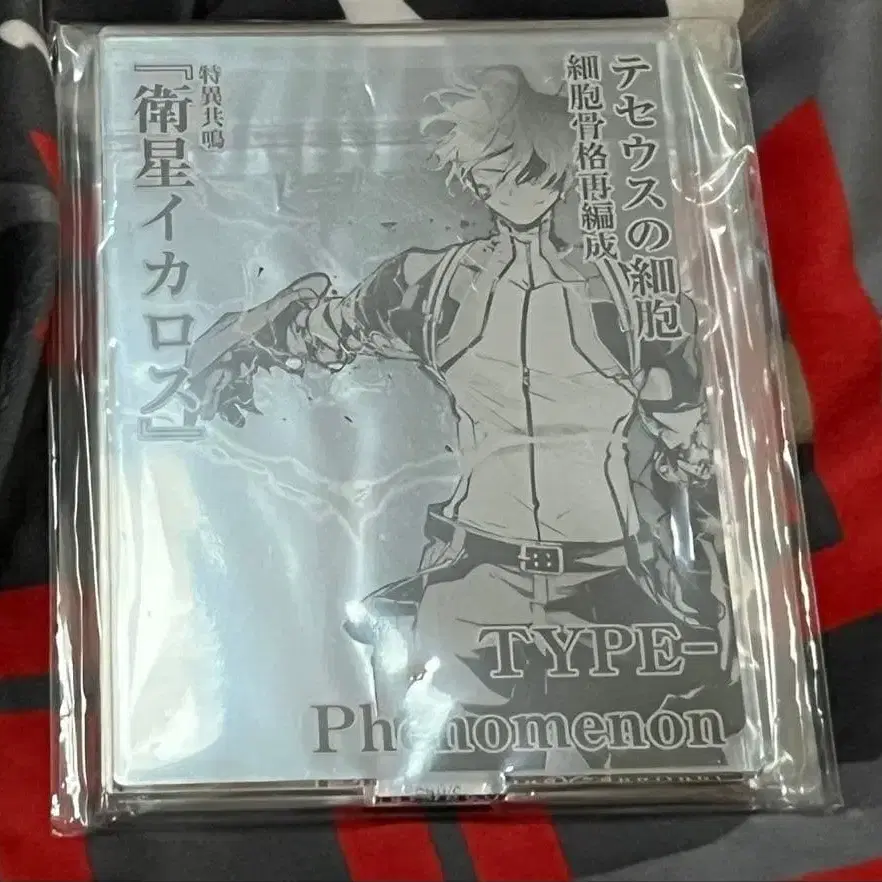 テセウスの細胞
細胞骨格再編成
特異共鳴
『衛星イカロス』
TYPE-
Phenomenon